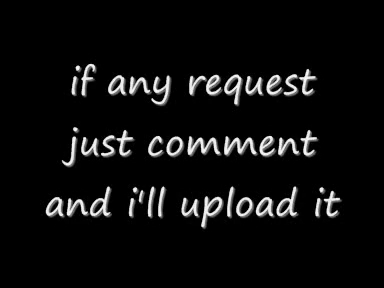 if any request
just comment
and i'll upload it